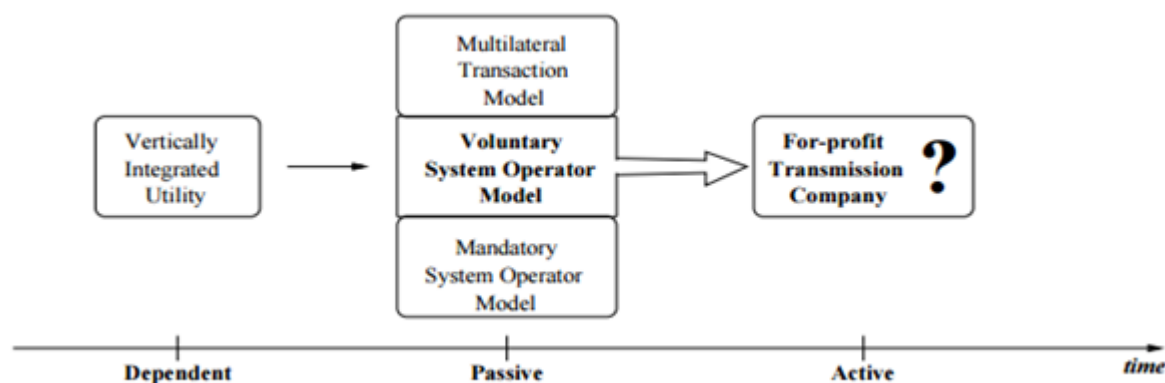 Multilateral
Transaction
Model
Vertically
Integrated
Utility
Voluntary
System Operator
Model
For-profit
Transmission
Company
?
Mandatory
System Operator
Model
Dependent
Passive
Active
time